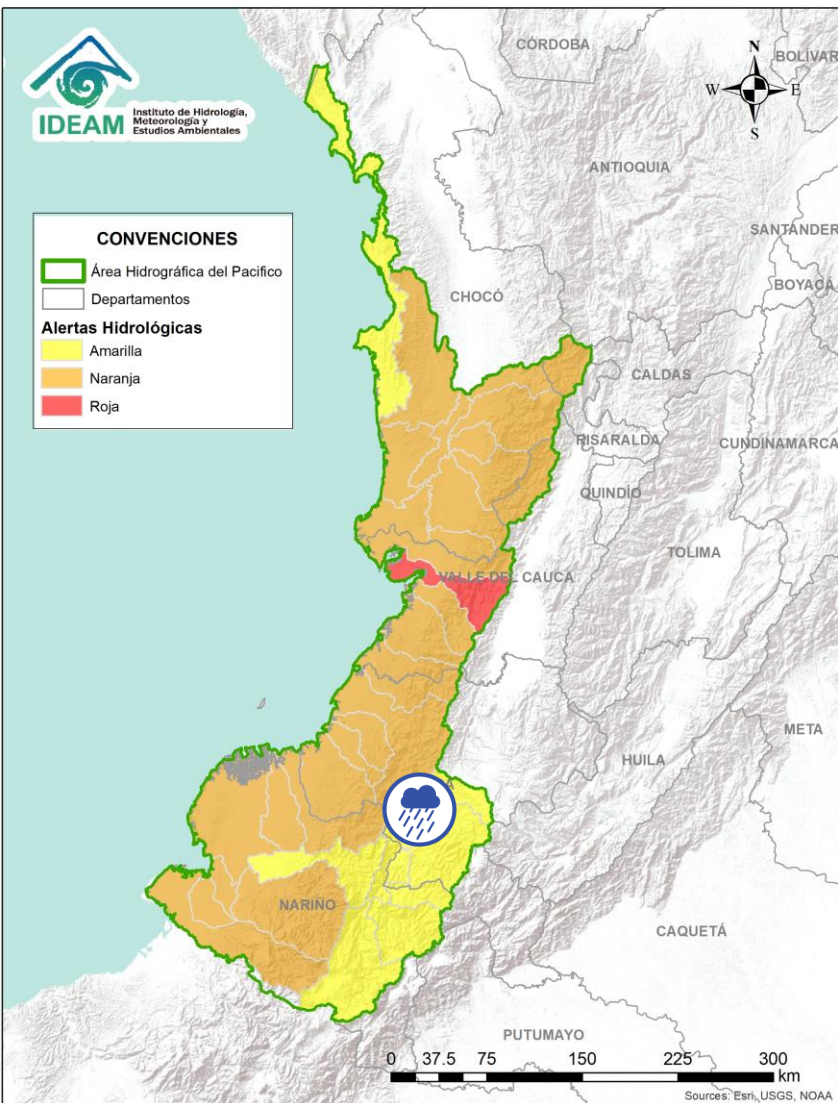 IDEAM
Instituto de Hidrología,
Meteorología y
Estudios Ambientales
CÓRDOBA
BOLÍVAR
N
W
E
S
ANTIOQUIA
SANTANDER
BOYACÁ
CONVENCIONES
Área Hidrográfica del Pacifico
Departamentos
Alertas Hidrológicas
Amarilla
Naranja
Roja
CHOCÓ
CALDAS
RISARALDA
CUNDINAMARCA
QUINDÍO
TOLIMA
VALLE DEL CAUCA
META
HUILA
NARIÑO
CAQUETÁ
PUTUMAYO
0 37.5 75 150 225 300
km
Sources: Esri, USGS, NOAA